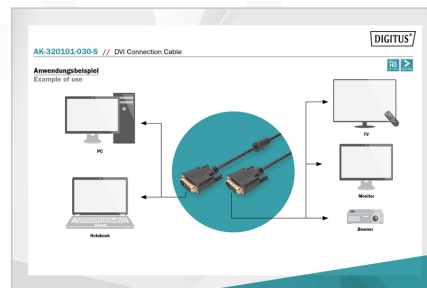 DIGITUS®
AK-320101-030-S // DVI Connection Cable
Anwendungsbeispiel
Example of use
PC
Notebook
TV
Monitor
Beamer